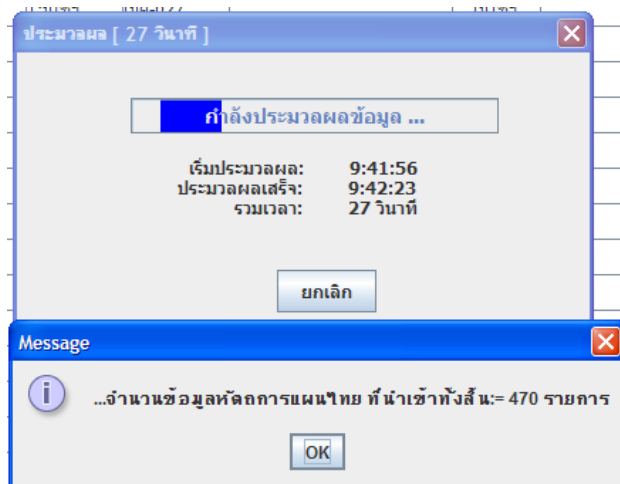 ประมวลผล [ 27 วินาที ]
กำลังประมวลผลข้อมูล ...
เริ่มประมวลผล: 9:41:56
ประมวลผลเสร็จ: 9:42:23
รวมเวลา: 27 วินาที
ยกเลิก
Message
...จำนวนข้อมูลหัตถการแผนไทย ที่นำเข้าทั้งสิ้น:= 470 รายการ
OK